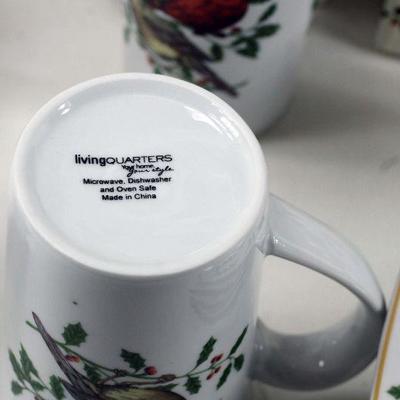 livingQUARTERS
Your home,
your style.
Microwave, Dishwasher
and Oven Safe
Made in China